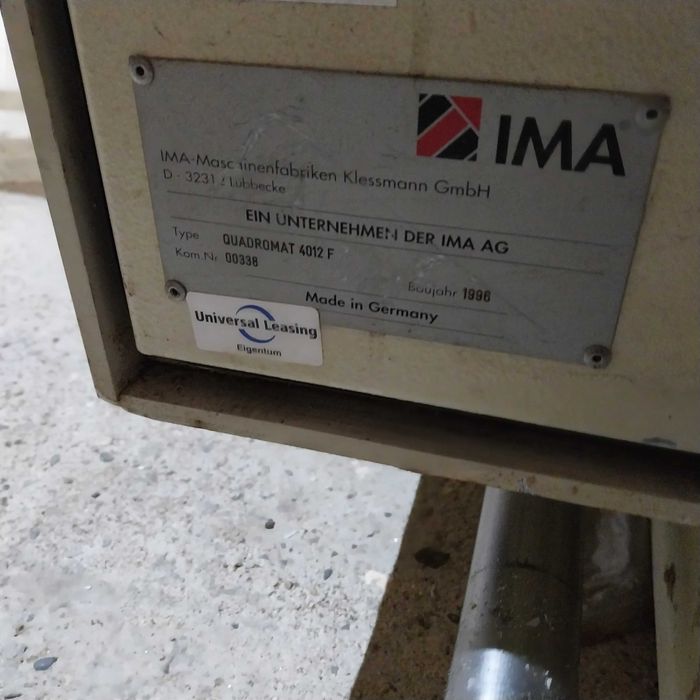 IMA
IMA-Masc inenfabriken Klessmann GmbH
D - 3231 Lübbecke
EIN UNTERNEHMEN DER IMA AG
Type QUADROMAT 4012 F
Kom.Nr 00338
Baujahr 1996
Made in Germany
Universal Leasing
Eigentum